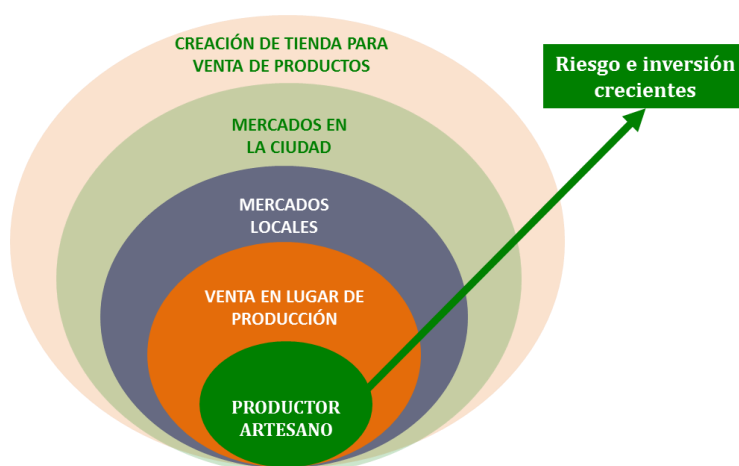 CREACIÓN DE TIENDA PARA
VENTA DE PRODUCTOS
Riesgo e inversión
crecientes
MERCADOS EN
LA CIUDAD
MERCADOS
LOCALES
VENTA EN LUGAR DE
PRODUCCIÓN
PRODUCTOR
ARTESANO